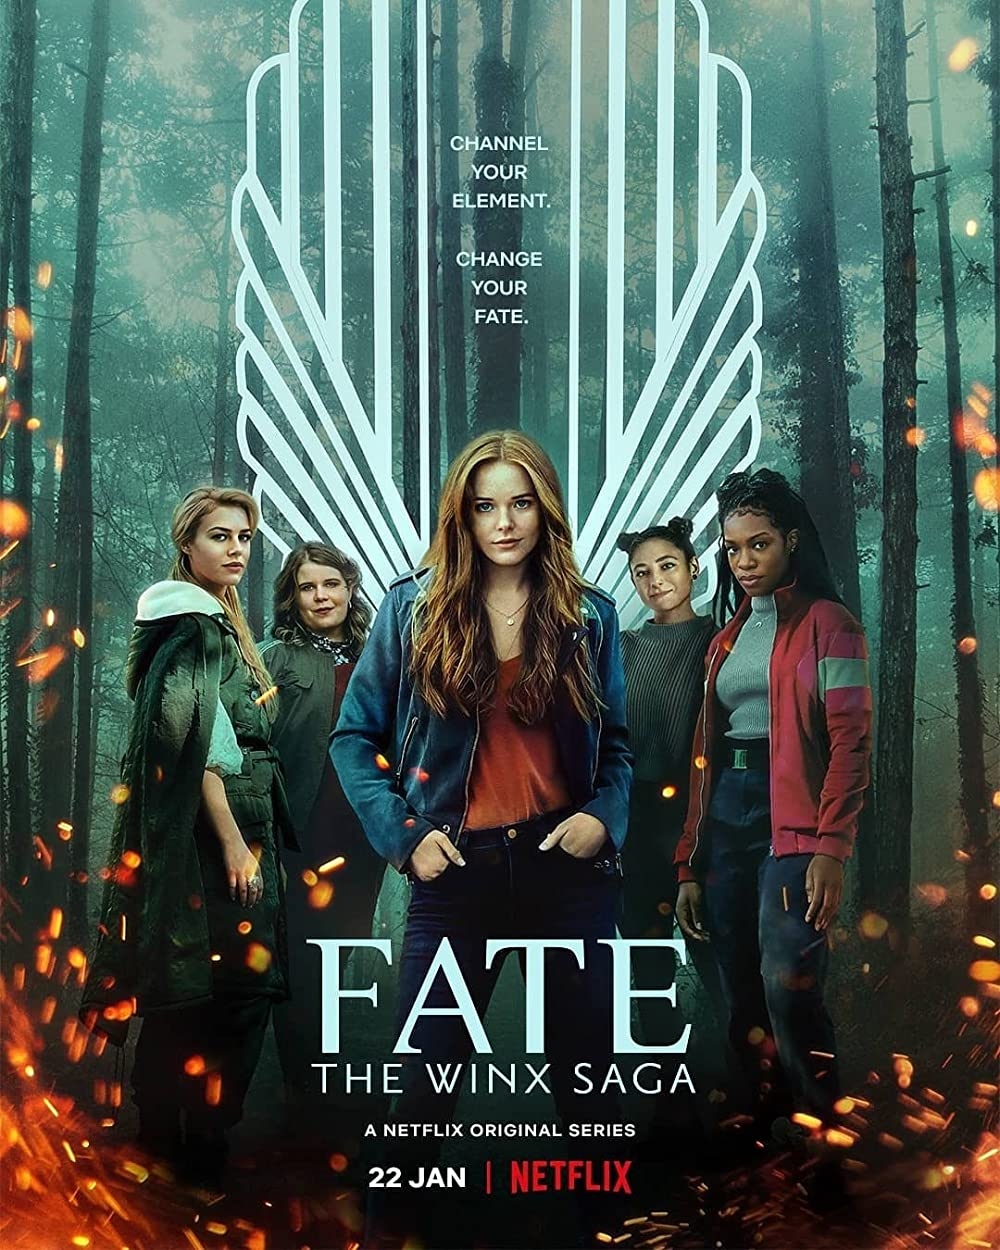 CHANNEL
YOUR
ELEMENT.
CHANGE
YOUR
FATE.
FATE
THE WINX SAGA
A NETFLIX ORIGINAL SERIES
22 JAN | NETFLIX